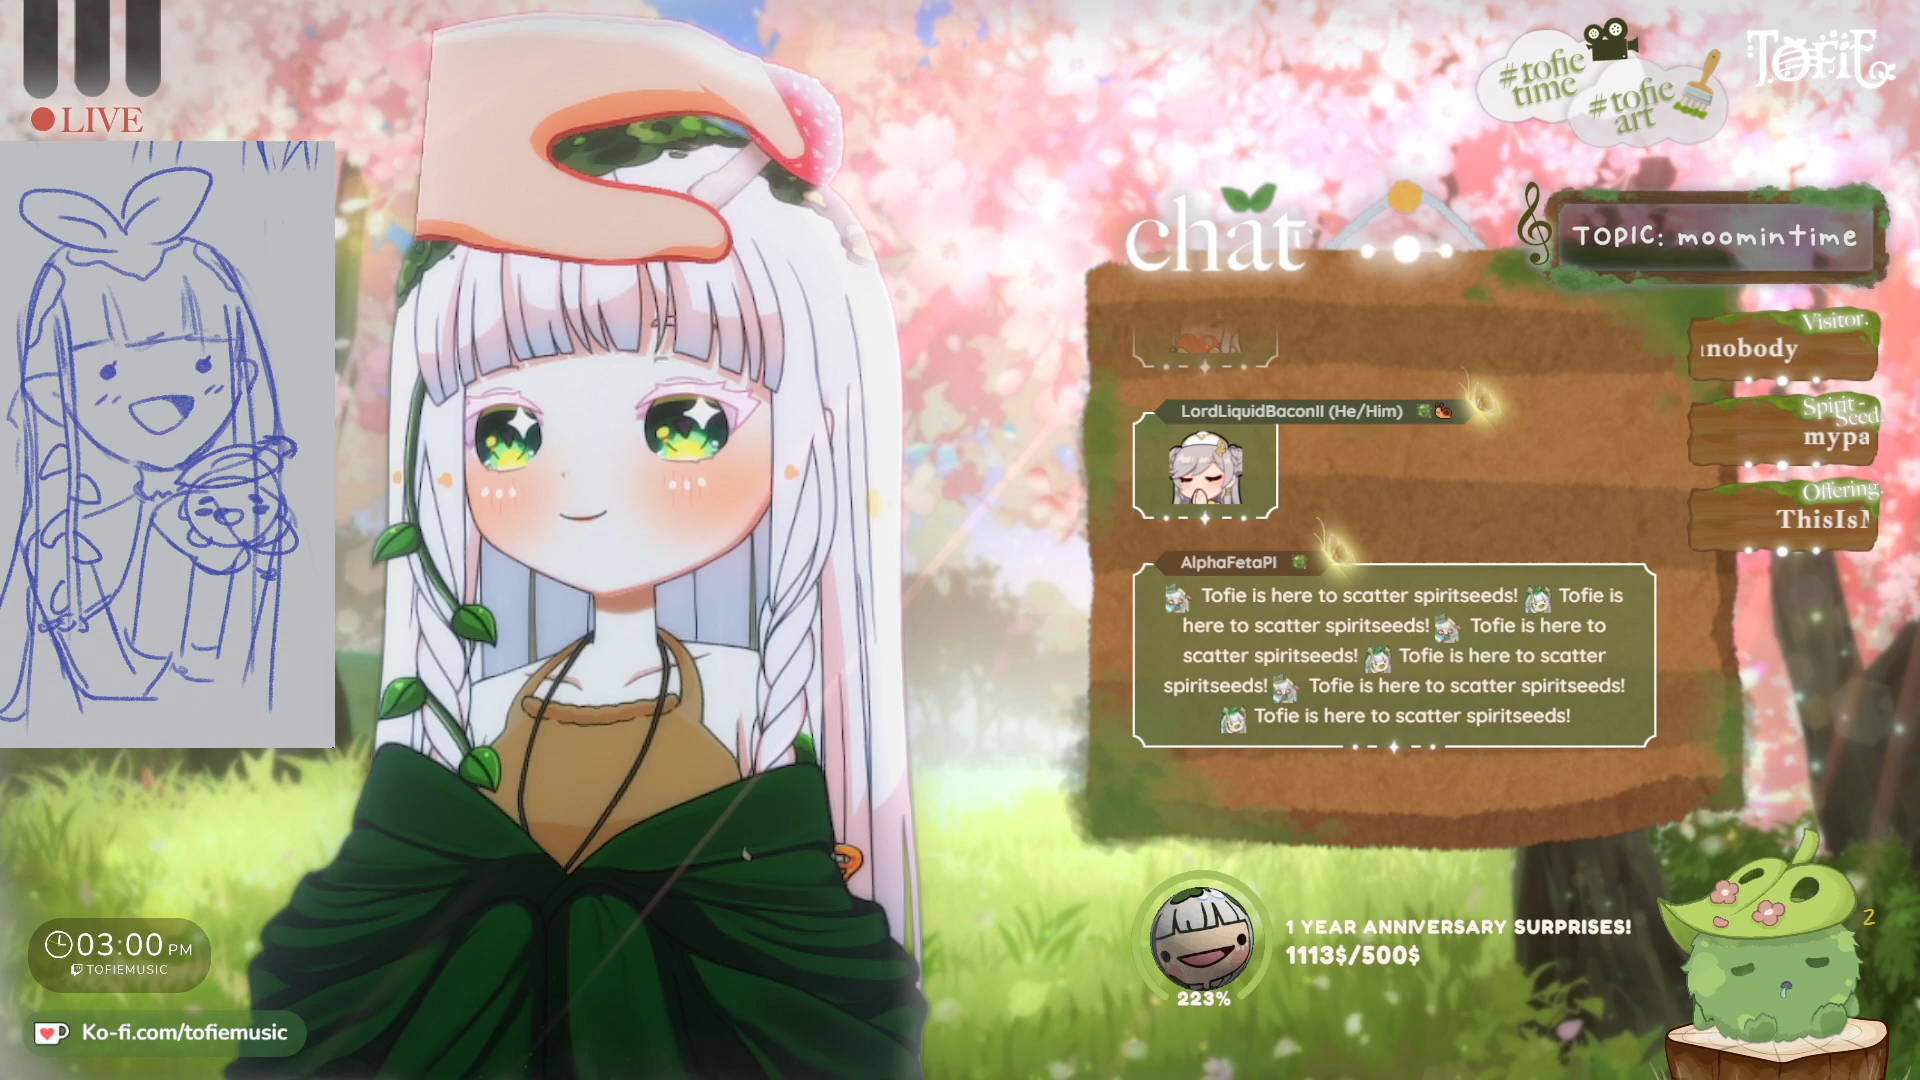 LIVE
#tofie
time
#tofie
art
TOFIE
chat
TOPIC: moomintime
Visitor.
nobody
Spirit-
Seed
mypa
Offering.
ThisIs
LordLiquidBaconII (He/Him)
AlphaFetaPI
Tofie is here to scatter spiritseeds! Tofie is
here to scatter spiritseeds! Tofie is here to
scatter spiritseeds! Tofie is here to scatter
spiritseeds! Tofie is here to scatter spiritseeds!
Tofie is here to scatter spiritseeds!
1 YEAR ANNIVERSARY SURPRISES!
1113$/500$
223%
03:00 PM
TOFIEMUSIC
Ko-fi.com/tofiemusic
z